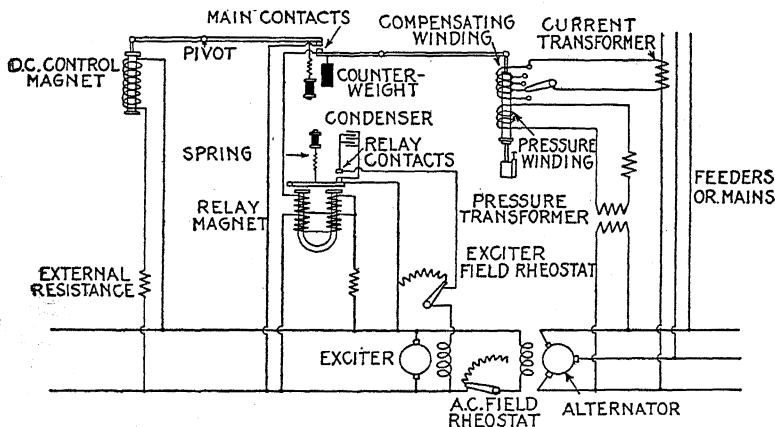 MAIN CONTACTS
COMPENSATING
WINDING
CURRENT
TRANSFORMER
PIVOT
D.C. CONTROL
MAGNET
COUNTER-
WEIGHT
CONDENSER
RELAY
CONTACTS
SPRING
PRESSURE
WINDING
FEEDERS
OR MAINS
RELAY
MAGNET
PRESSURE
TRANSFORMER
EXTERNAL
RESISTANCE
EXCITER
FIELD RHEOSTAT
EXCITER
A.C. FIELD
RHEOSTAT
ALTERNATOR